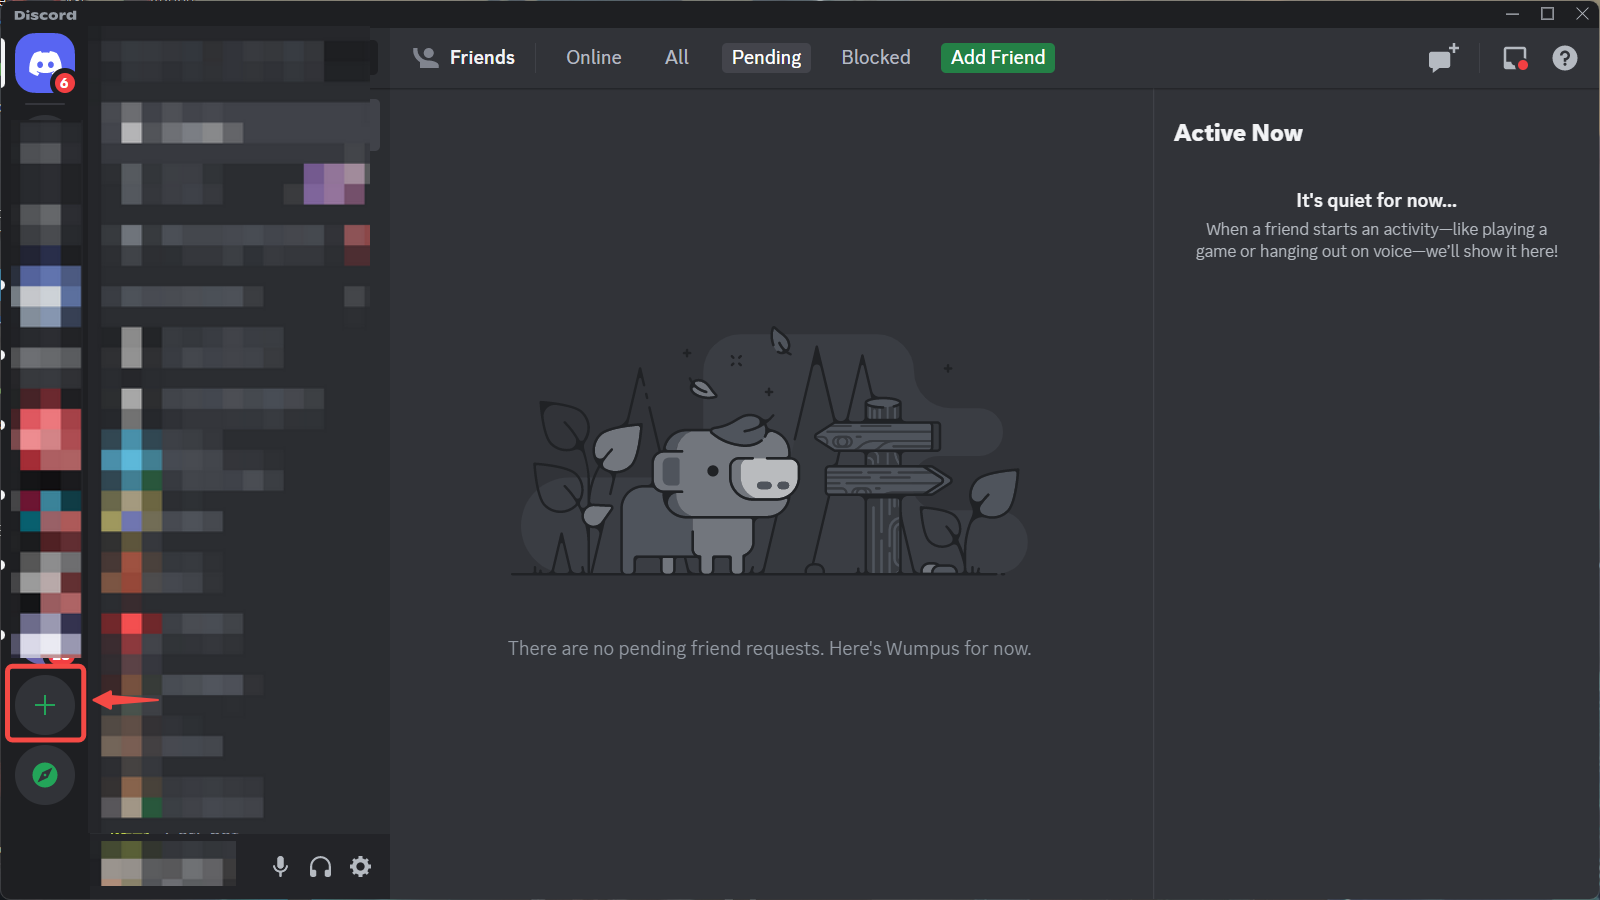 Discord
6
Friends
Online
All
Pending
Blocked
Add Friend
Active Now
It's quiet for now...
When a friend starts an activity—like playing a
game or hanging out on voice—we'll show it here!
There are no pending friend requests. Here's Wumpus for now.